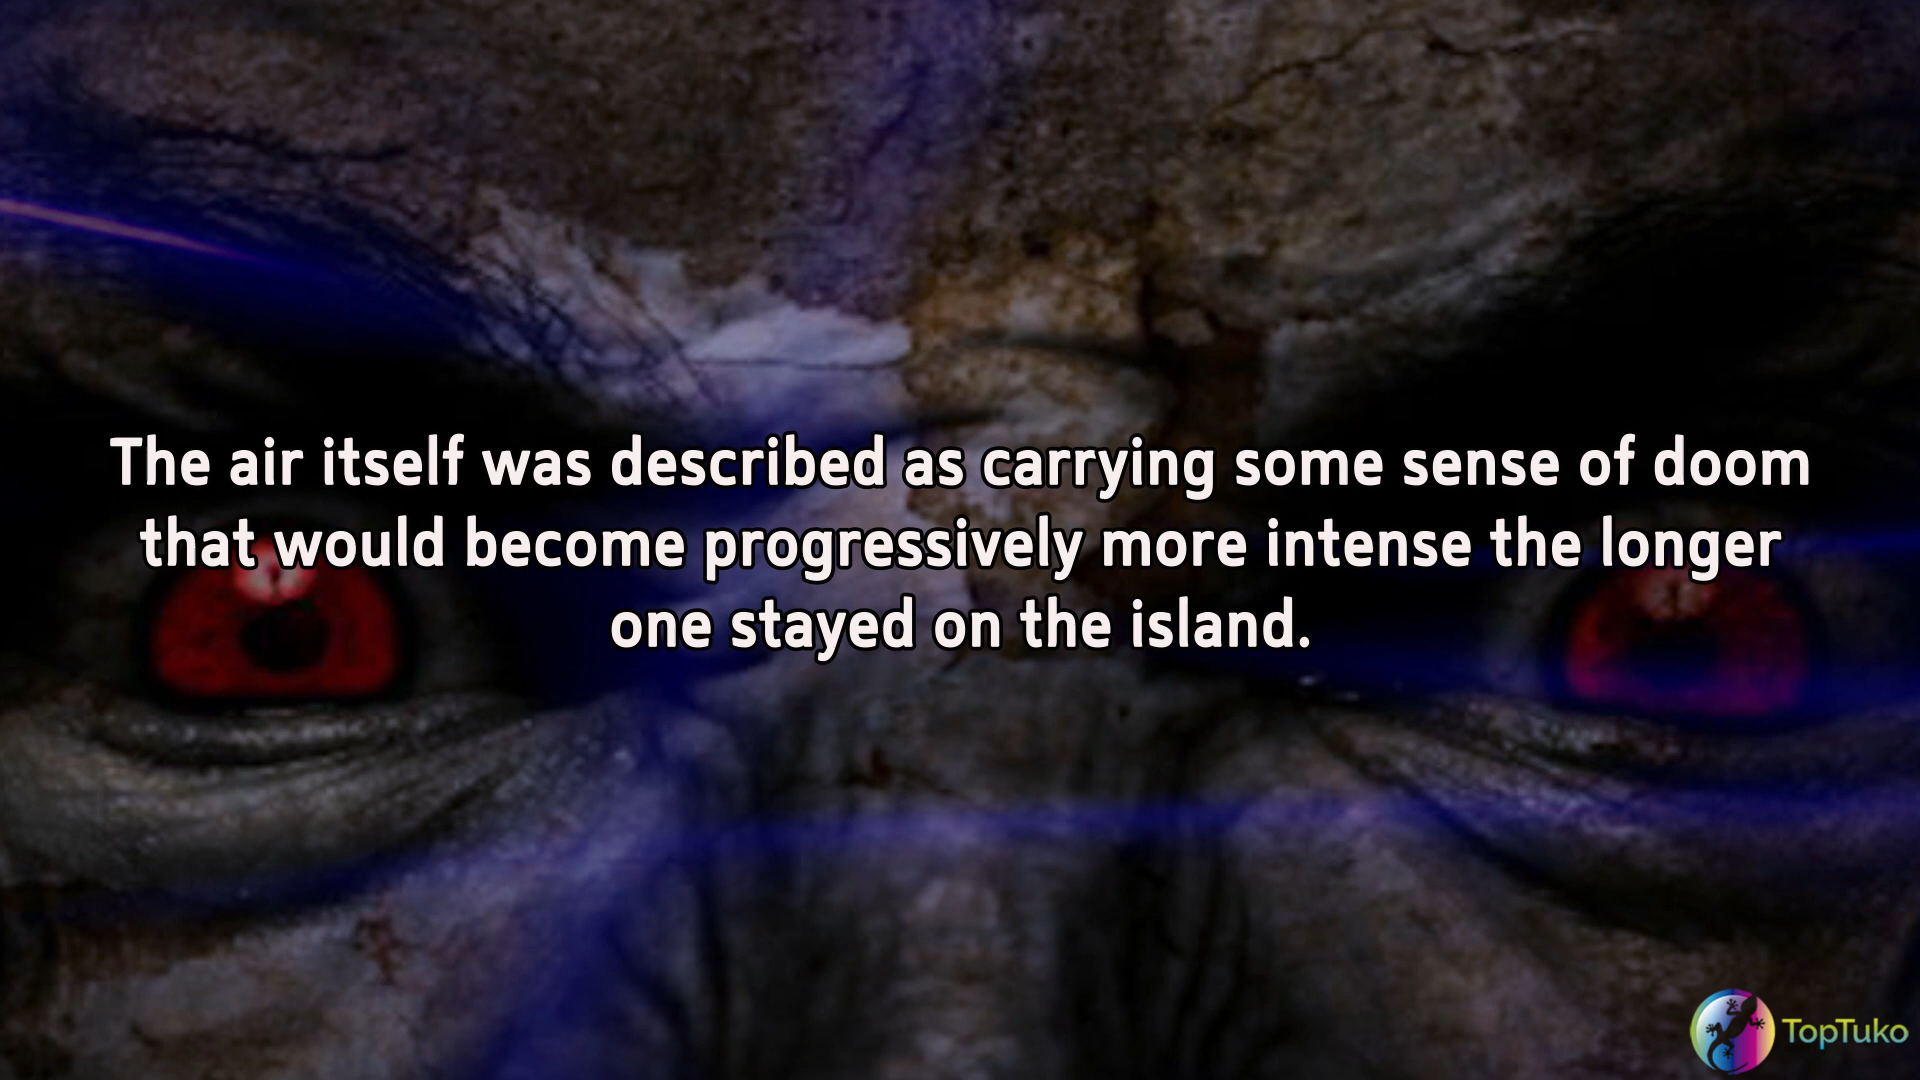 The air itself was described as carrying some sense of doom
that would become progressively more intense the longer
one stayed on the island.
TopTuko